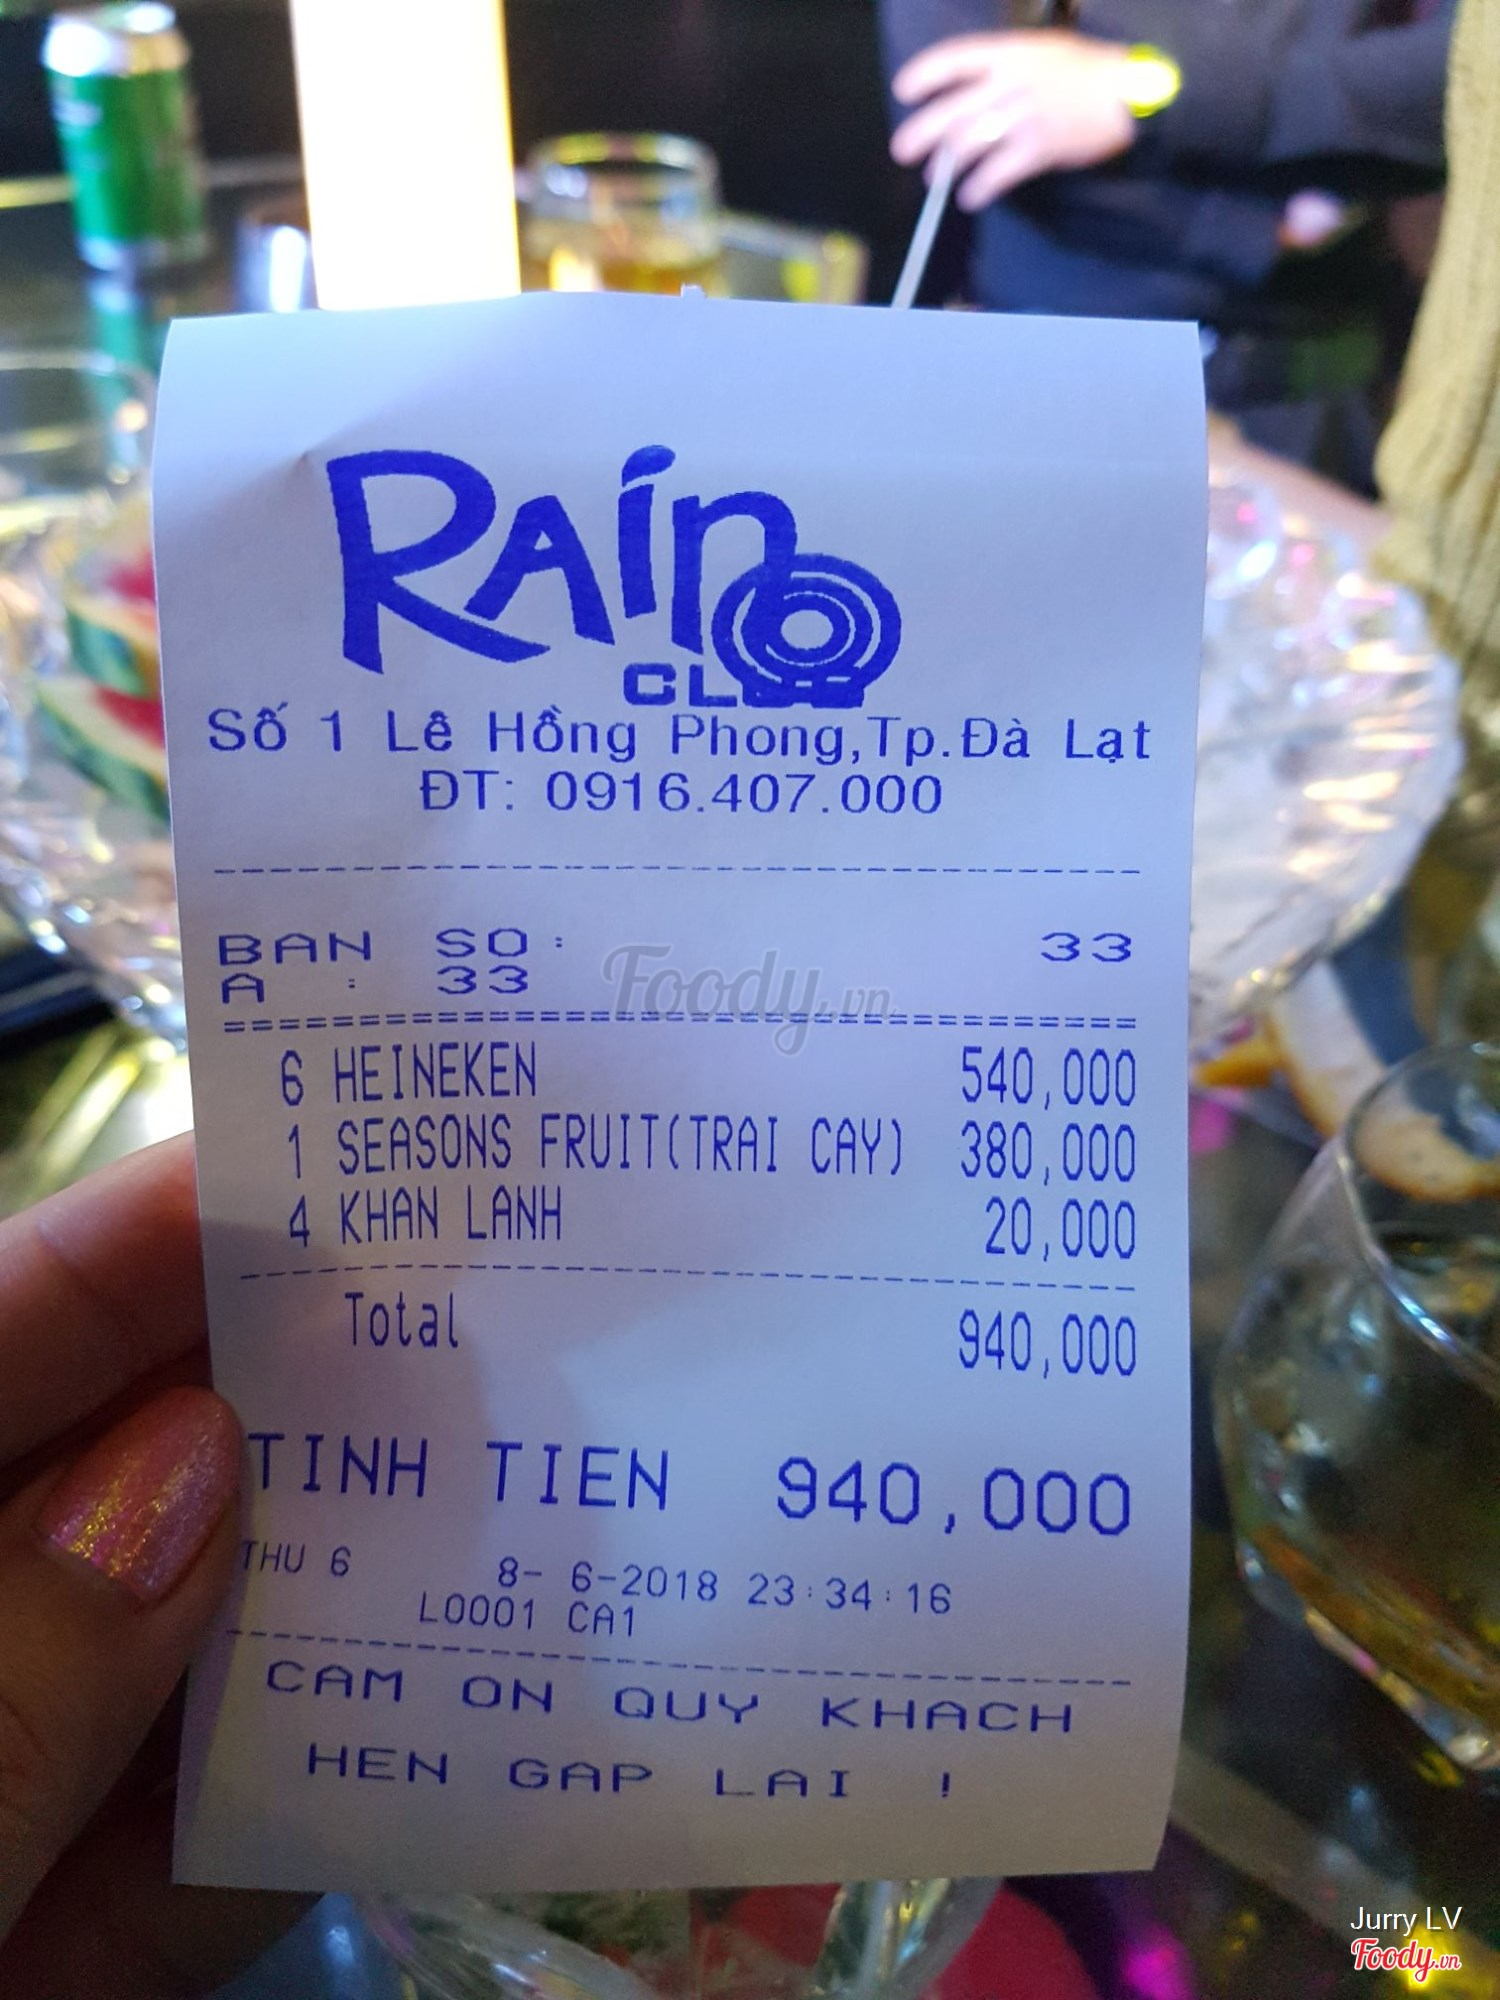 RAin
CLUB
Số 1 Lê Hồng Phong,Tp.Đà Lạt
ĐT: 0916.407.000
BAN SO: 33
A : 33
Foody.vn
6 HEINEKEN 540,000
1 SEASONS FRUIT(TRAI CAY) 380,000
4 KHAN LANH 20,000
Total 940,000
TINH TIEN 940,000
THU 6 8- 6-2018 23:34:16
L0001 CA1
CAM ON QUY KHACH
HEN GAP LAI !
Jurry LV
Foody.vn